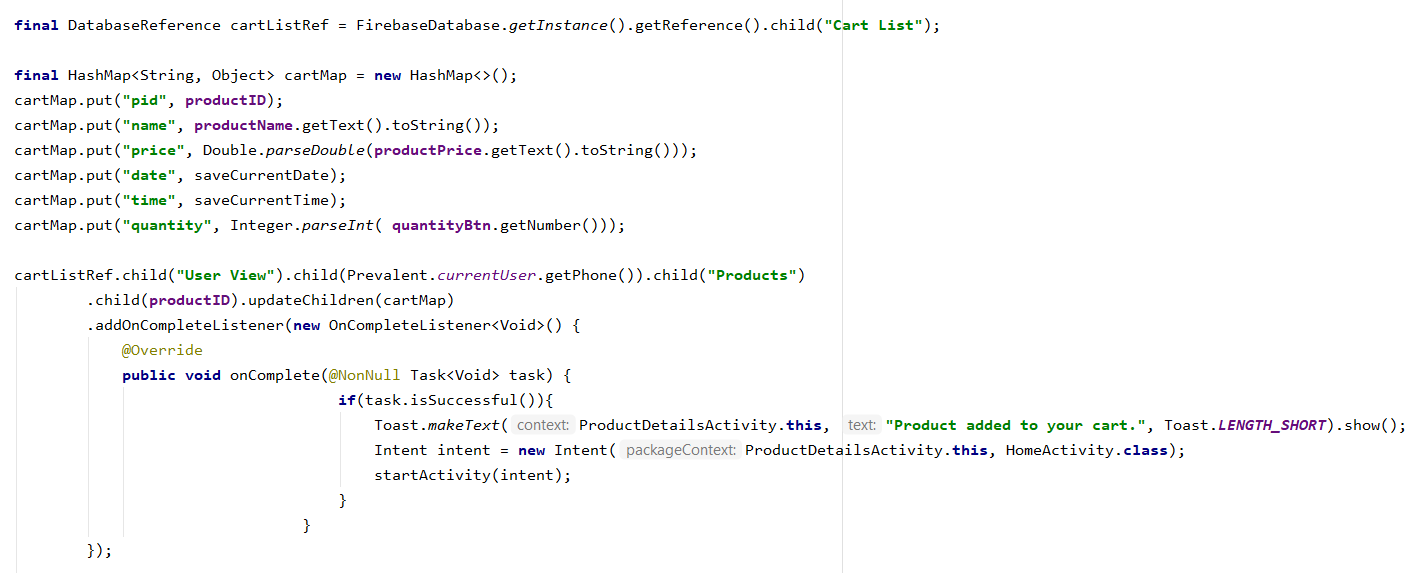 final DatabaseReference cartListRef = FirebaseDatabase.getInstance().getReference().child("Cart List");
final HashMap<String, Object> cartMap = new HashMap<>();
cartMap.put("pid", productID);
cartMap.put("name", productName.getText().toString());
cartMap.put("price", Double.parseDouble(productPrice.getText().toString()));
cartMap.put("date", saveCurrentDate);
cartMap.put("time", saveCurrentTime);
cartMap.put("quantity", Integer.parseInt( quantityBtn.getNumber()));
cartListRef.child("User View").child(Prevalent.currentUser.getPhone()).child("Products")
.child(productID).updateChildren(cartMap)
.addOnCompleteListener(new OnCompleteListener<Void>() {
@Override
public void onComplete(@NonNull Task<Void> task) {
if(task.isSuccessful()){
Toast.makeText( context: ProductDetailsActivity.this, text: "Product added to your cart.", Toast.LENGTH_SHORT).show();
Intent intent = new Intent( packageContext: ProductDetailsActivity.this, HomeActivity.class);
startActivity(intent);
}
}
});